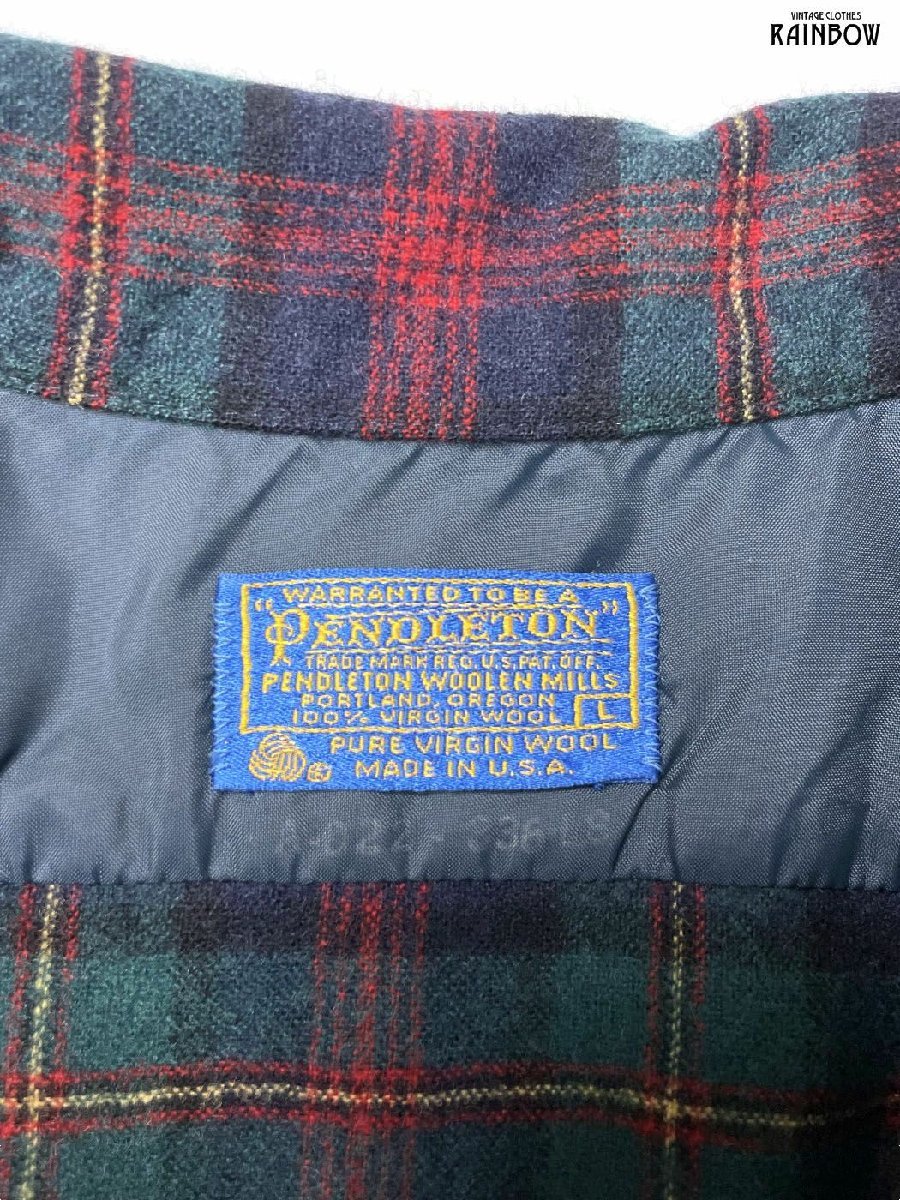 VINTAGE CLOTHES
RAINBOW
WARRANTED TO BE A
"PENDLETON"
TRADE MARK REG. U.S. PAT. OFF.
PENDLETON WOOLEN MILLS
PORTLAND, OREGON
100% VIRGIN WOOL L
PURE VIRGIN WOOL
MADE IN U.S.A.